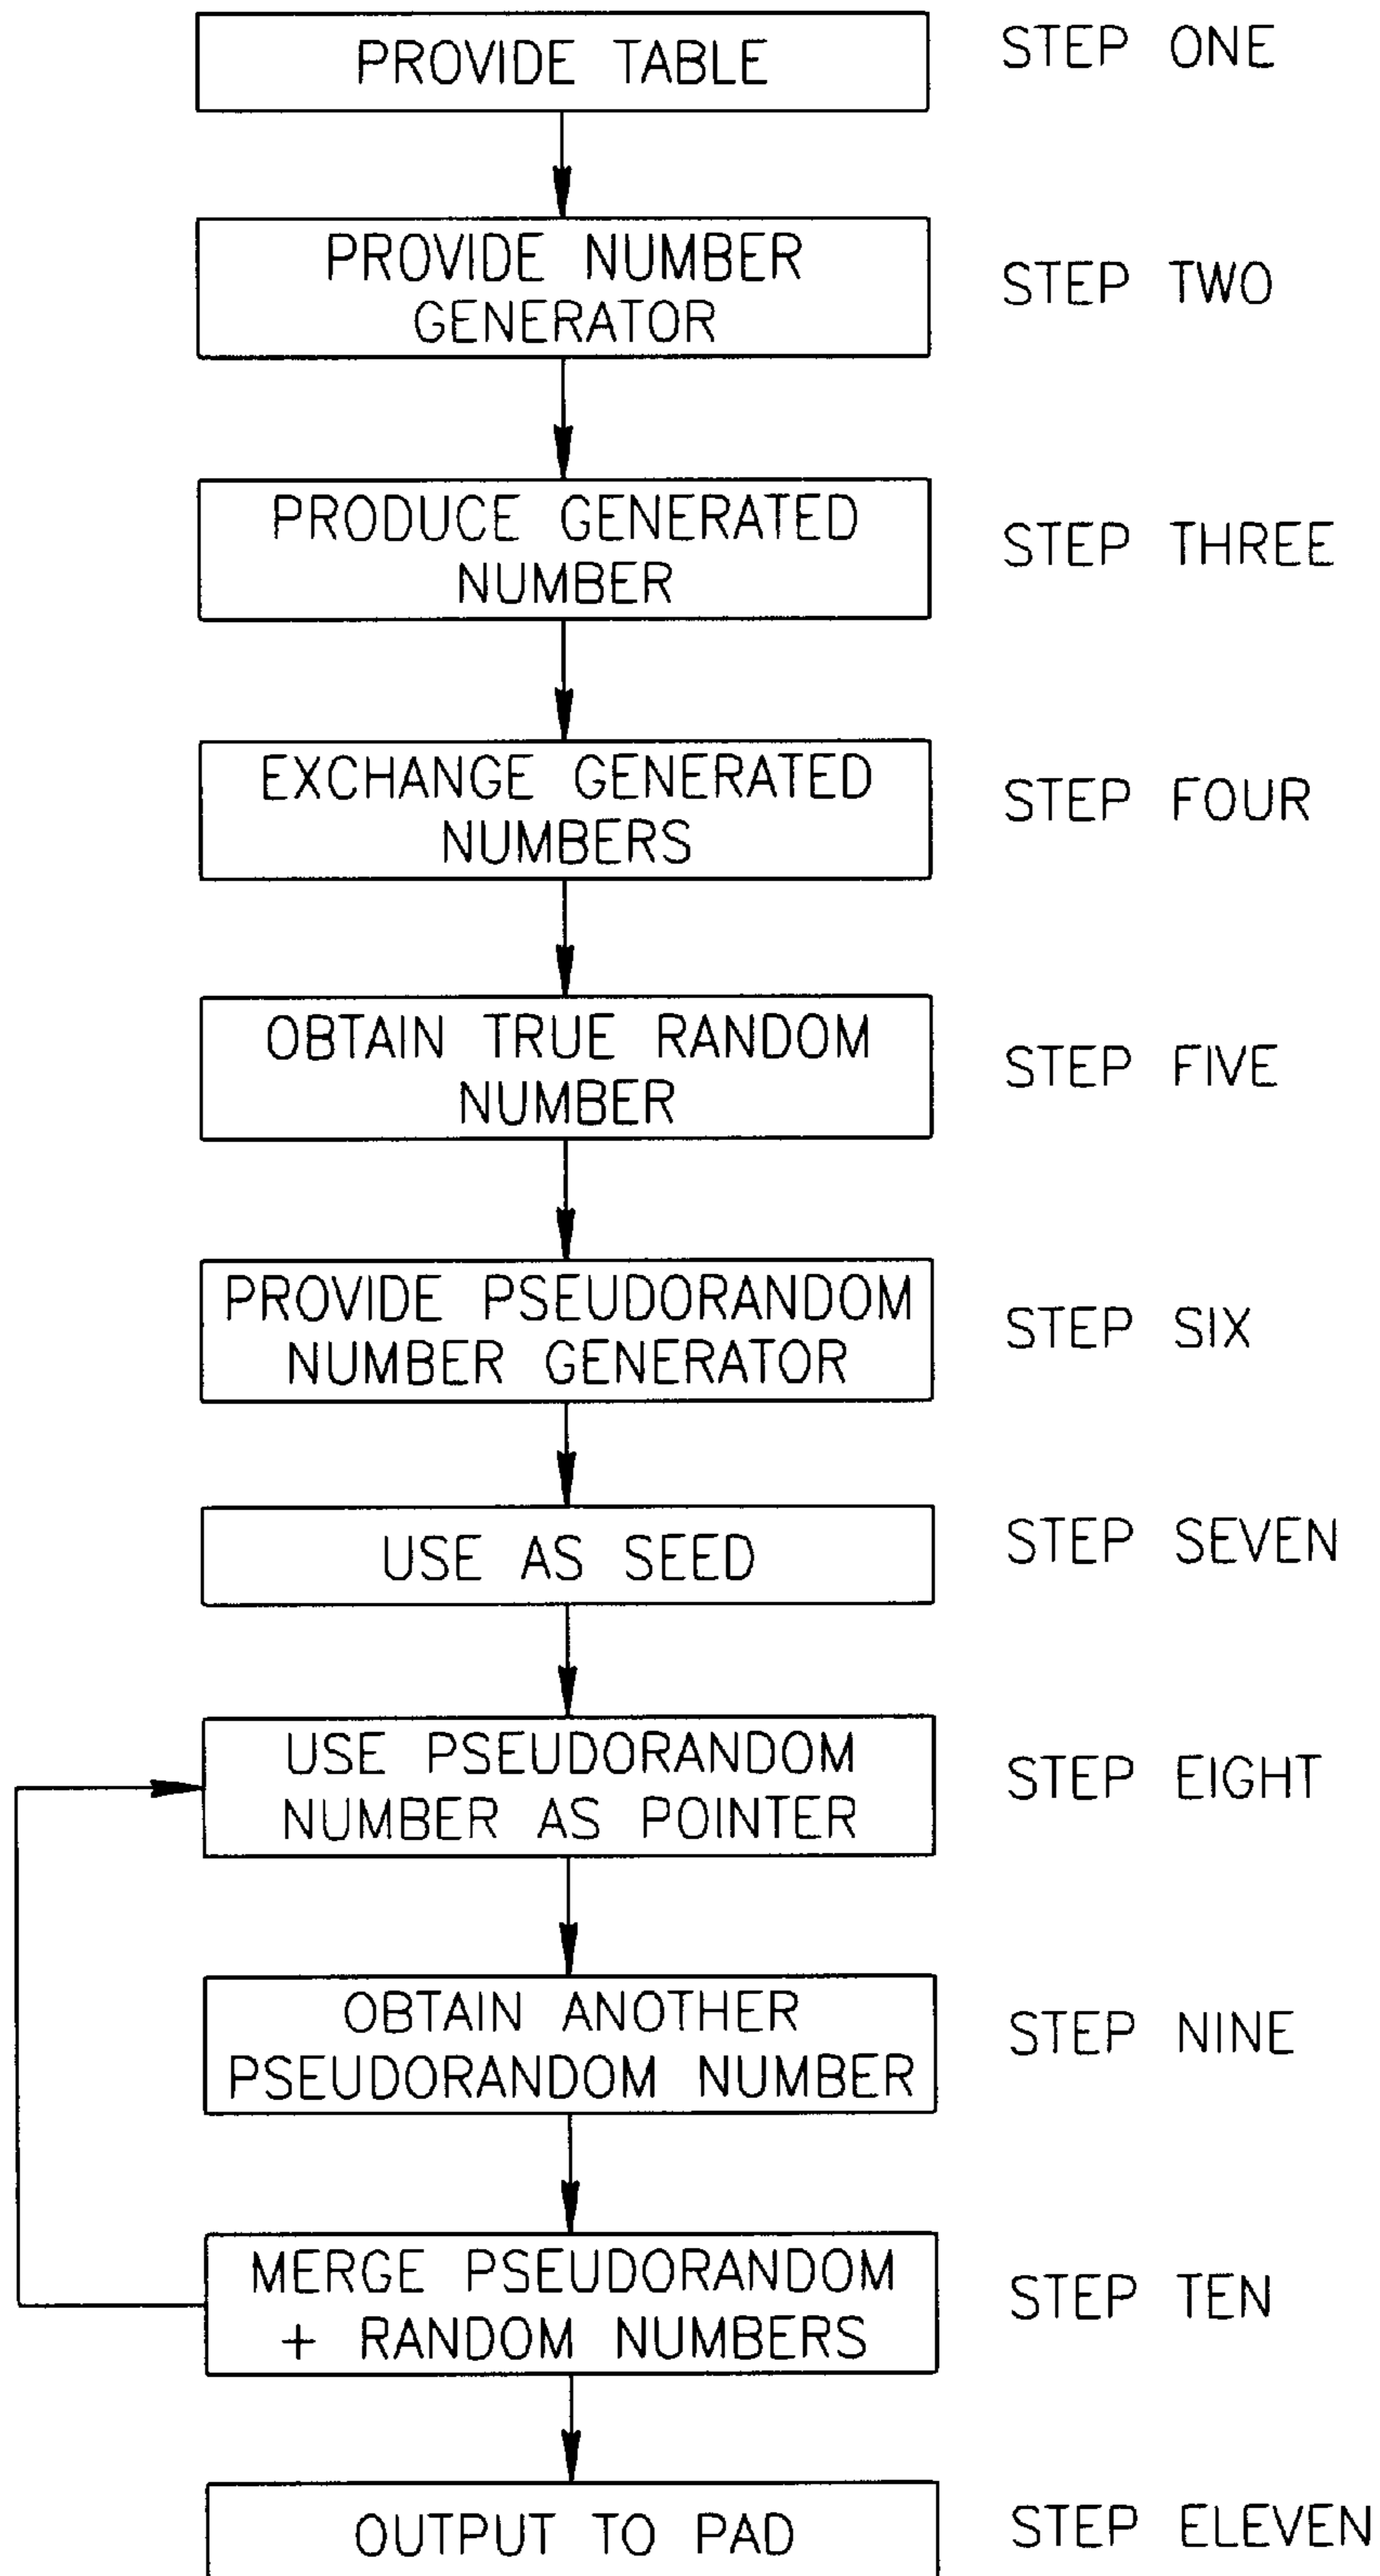 PROVIDE TABLE
STEP ONE
PROVIDE NUMBER
GENERATOR
STEP TWO
PRODUCE GENERATED
NUMBER
STEP THREE
EXCHANGE GENERATED
NUMBERS
STEP FOUR
OBTAIN TRUE RANDOM
NUMBER
STEP FIVE
PROVIDE PSEUDORANDOM
NUMBER GENERATOR
STEP SIX
USE AS SEED
STEP SEVEN
USE PSEUDORANDOM
NUMBER AS POINTER
STEP EIGHT
OBTAIN ANOTHER
PSEUDORANDOM NUMBER
STEP NINE
MERGE PSEUDORANDOM
+ RANDOM NUMBERS
STEP TEN
OUTPUT TO PAD
STEP ELEVEN